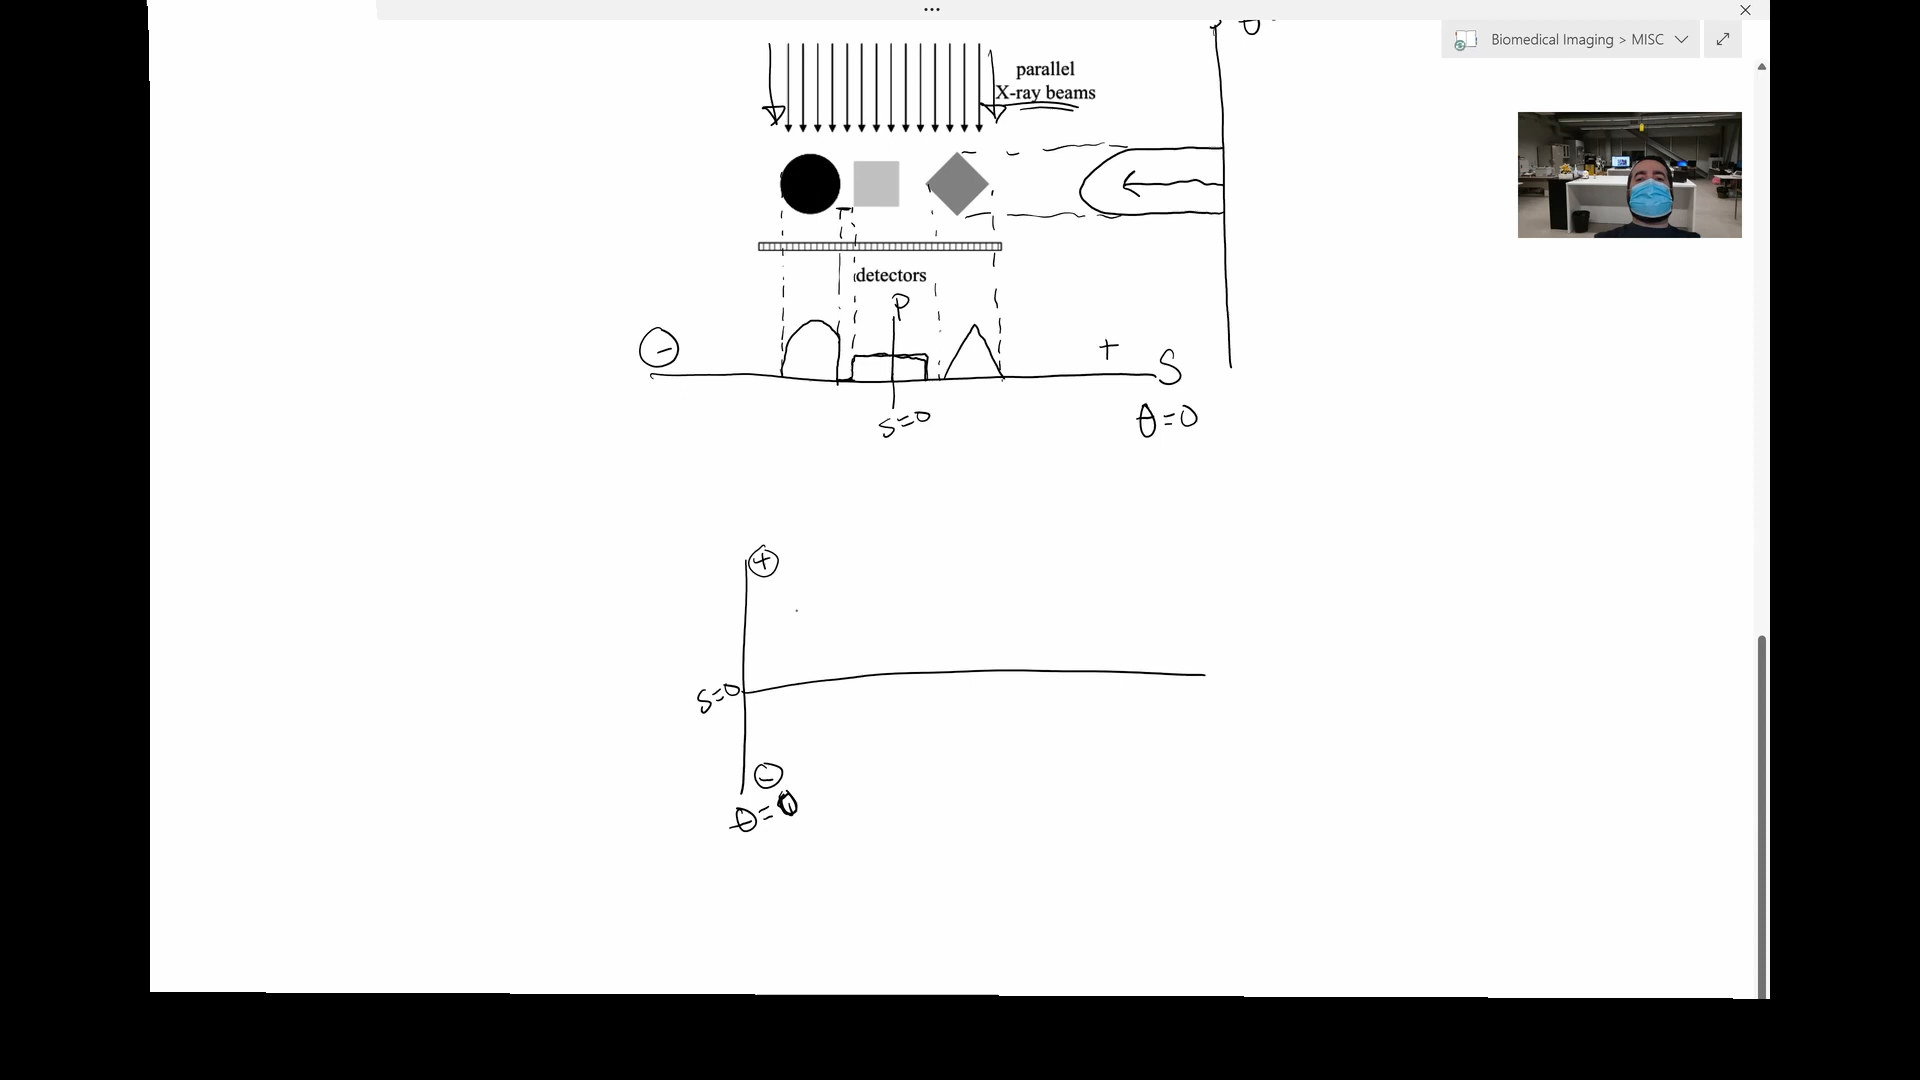 Biomedical Imaging > MISC
parallel
X-ray beams
detectors
P
-
+
S
s=0
θ=0
+
s=0
-
θ=0